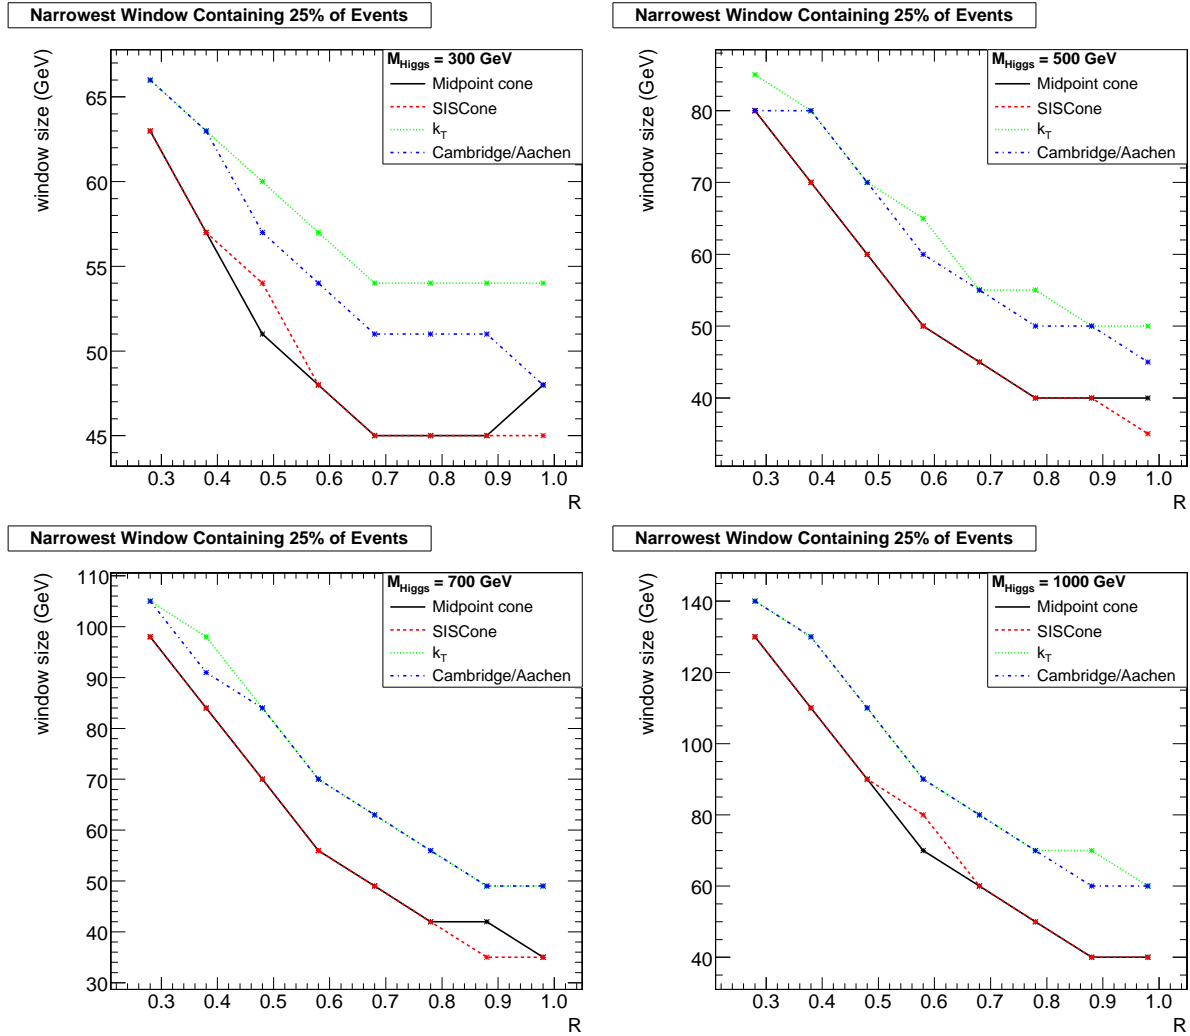 Narrowest Window Containing 25% of Events
window size (GeV)
M_Higgs = 300 GeV
Midpoint cone
SISCone
k_T
Cambridge/Aachen
65
60
55
50
45
0.3 0.4 0.5 0.6 0.7 0.8 0.9 1.0
R
Narrowest Window Containing 25% of Events
window size (GeV)
M_Higgs = 500 GeV
Midpoint cone
SISCone
k_T
Cambridge/Aachen
80
70
60
50
40
0.3 0.4 0.5 0.6 0.7 0.8 0.9 1.0
R
Narrowest Window Containing 25% of Events
window size (GeV)
M_Higgs = 700 GeV
Midpoint cone
SISCone
k_T
Cambridge/Aachen
110
100
90
80
70
60
50
40
30
0.3 0.4 0.5 0.6 0.7 0.8 0.9 1.0
R
Narrowest Window Containing 25% of Events
window size (GeV)
M_Higgs = 1000 GeV
Midpoint cone
SISCone
k_T
Cambridge/Aachen
140
120
100
80
60
40
0.3 0.4 0.5 0.6 0.7 0.8 0.9 1.0
R